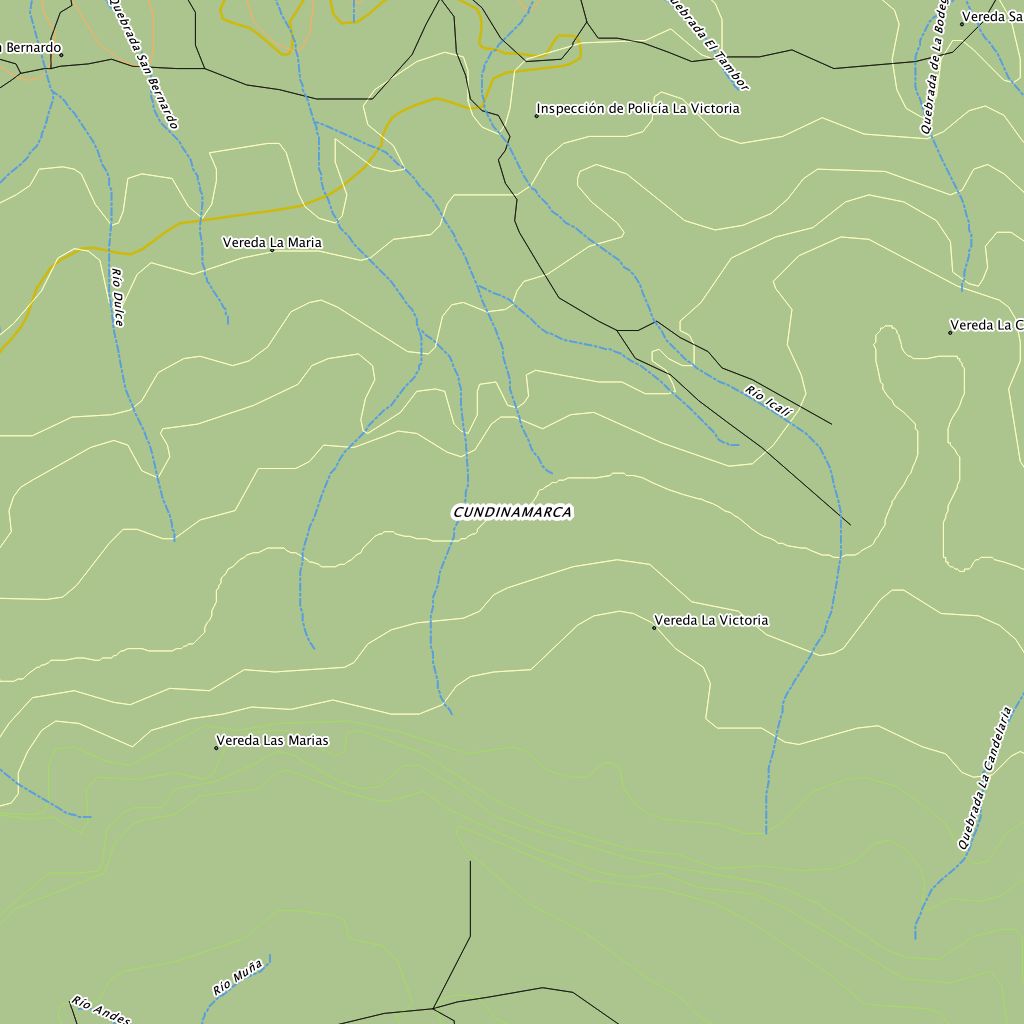 Quebrada San Bernardo
Quebrada El Tambor
Quebrada de La Bodeg
Vereda Sa
n Bernardo
Inspección de Policía La Victoria
Vereda La Maria
Río Dulce
Vereda La C
Río Icalí
CUNDINAMARCA
Vereda La Victoria
Vereda Las Marias
Quebrada La Candelaria
Río Muña
Río Andes